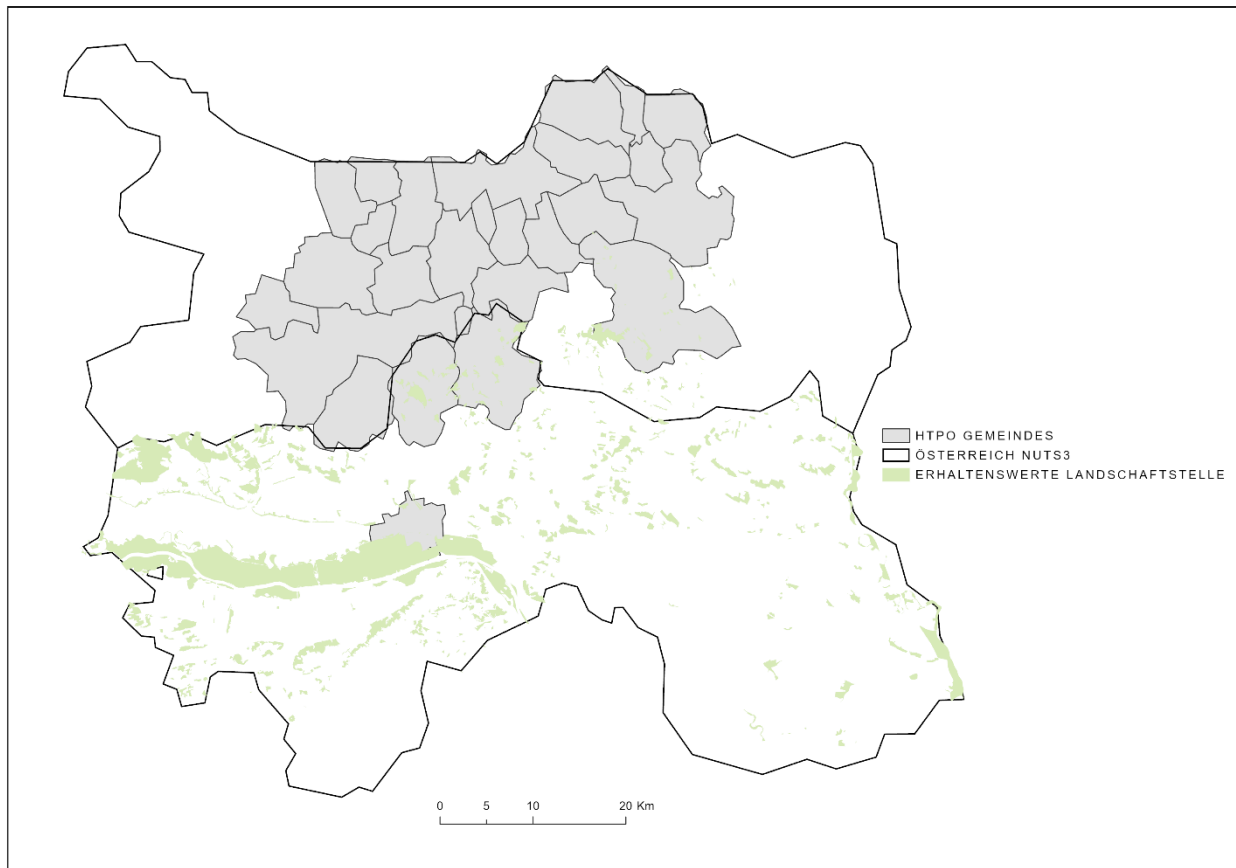 HTPO GEMEINDES
ÖSTERREICH NUTS3
ERHALTENSWERTE LANDSCHAFTSTELLE
0 5 10 20 Km